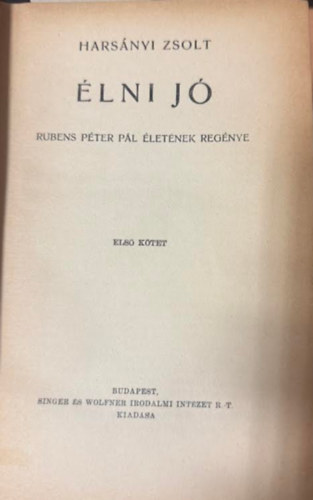 HARSÁNYI ZSOLT
ÉLNI JÓ
RUBENS PÉTER PÁL ÉLETÉNEK REGÉNYE
ELSŐ KÖTET
BUDAPEST,
SINGER ÉS WOLFNER IRODALMI INTÉZET R.-T.
KIADÁSA